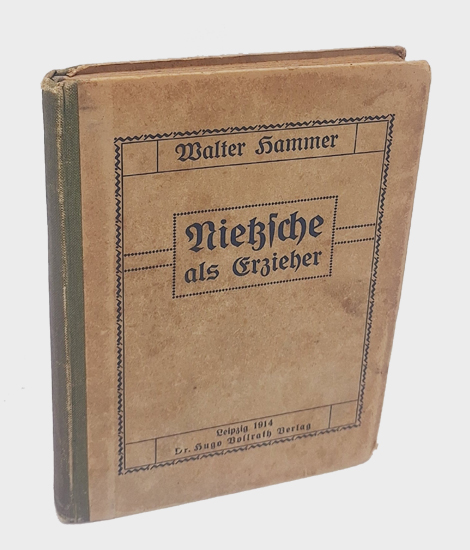 Walter Hammer
Nietzsche
als Erzieher
Leipzig 1914
Dr. Hugo Vollrath Verlag